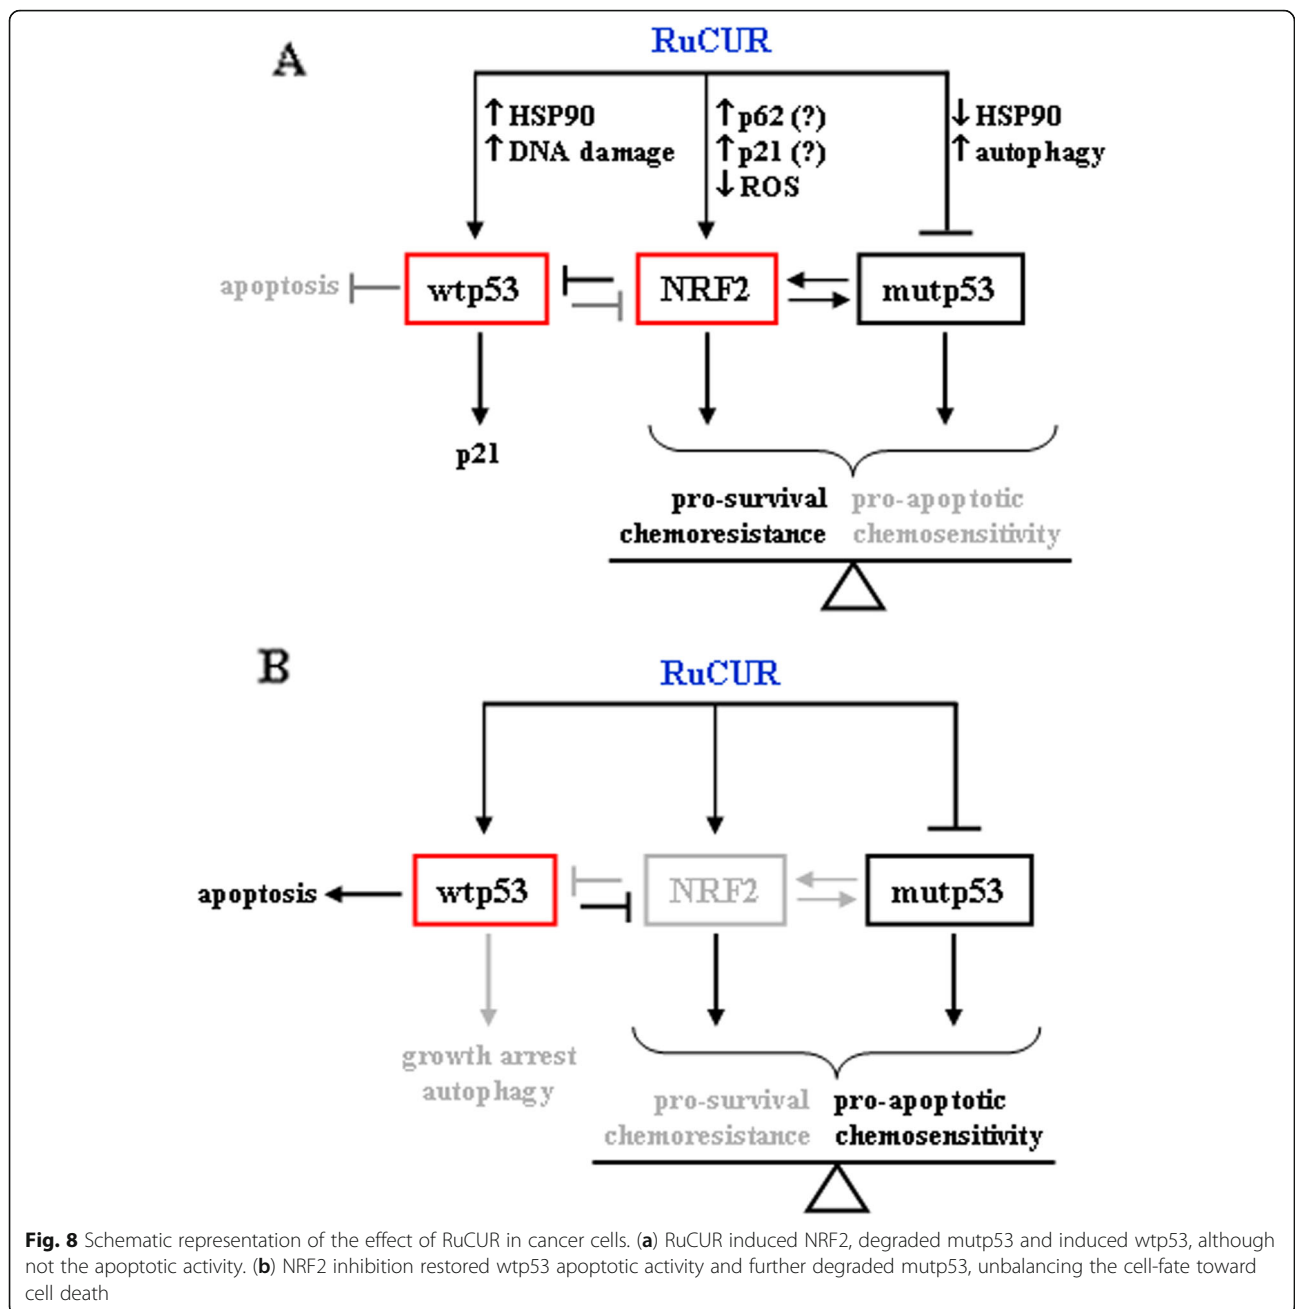 A
RuCUR
↑ HSP90
↑ DNA damage
↑ p62 (?)
↑ p21 (?)
↓ ROS
↓ HSP90
↑ autophagy
apoptosis
wtp53
NRF2
mutp53
p21
pro-survival
chemoresistance
pro-apoptotic
chemosensitivity
B
RuCUR
apoptosis
wtp53
NRF2
mutp53
growth arrest
autophagy
pro-survival
chemoresistance
pro-apoptotic
chemosensitivity
Fig. 8 Schematic representation of the effect of RuCUR in cancer cells. (a) RuCUR induced NRF2, degraded mutp53 and induced wtp53, although
not the apoptotic activity. (b) NRF2 inhibition restored wtp53 apoptotic activity and further degraded mutp53, unbalancing the cell-fate toward
cell death